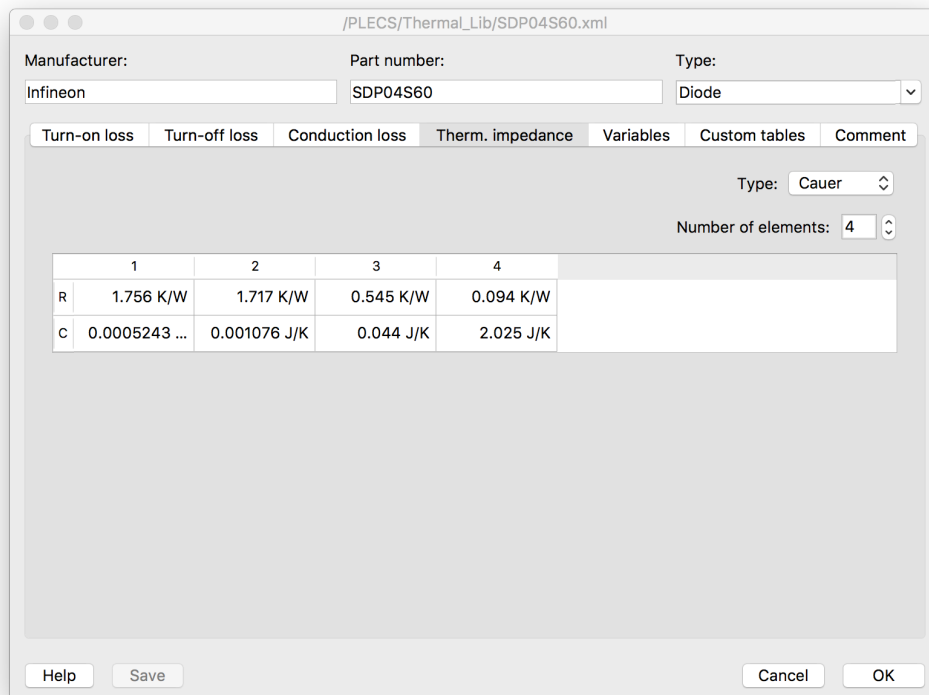 /PLECS/Thermal_Lib/SDP04S60.xml
Manufacturer: Part number: Type:
Infineon SDP04S60 Diode
Turn-on loss Turn-off loss Conduction loss Therm. impedance Variables Custom tables Comment
Type: Cauer
Number of elements: 4
1 2 3 4
R 1.756 K/W 1.717 K/W 0.545 K/W 0.094 K/W
C 0.0005243 ... 0.001076 J/K 0.044 J/K 2.025 J/K
Help Save Cancel OK